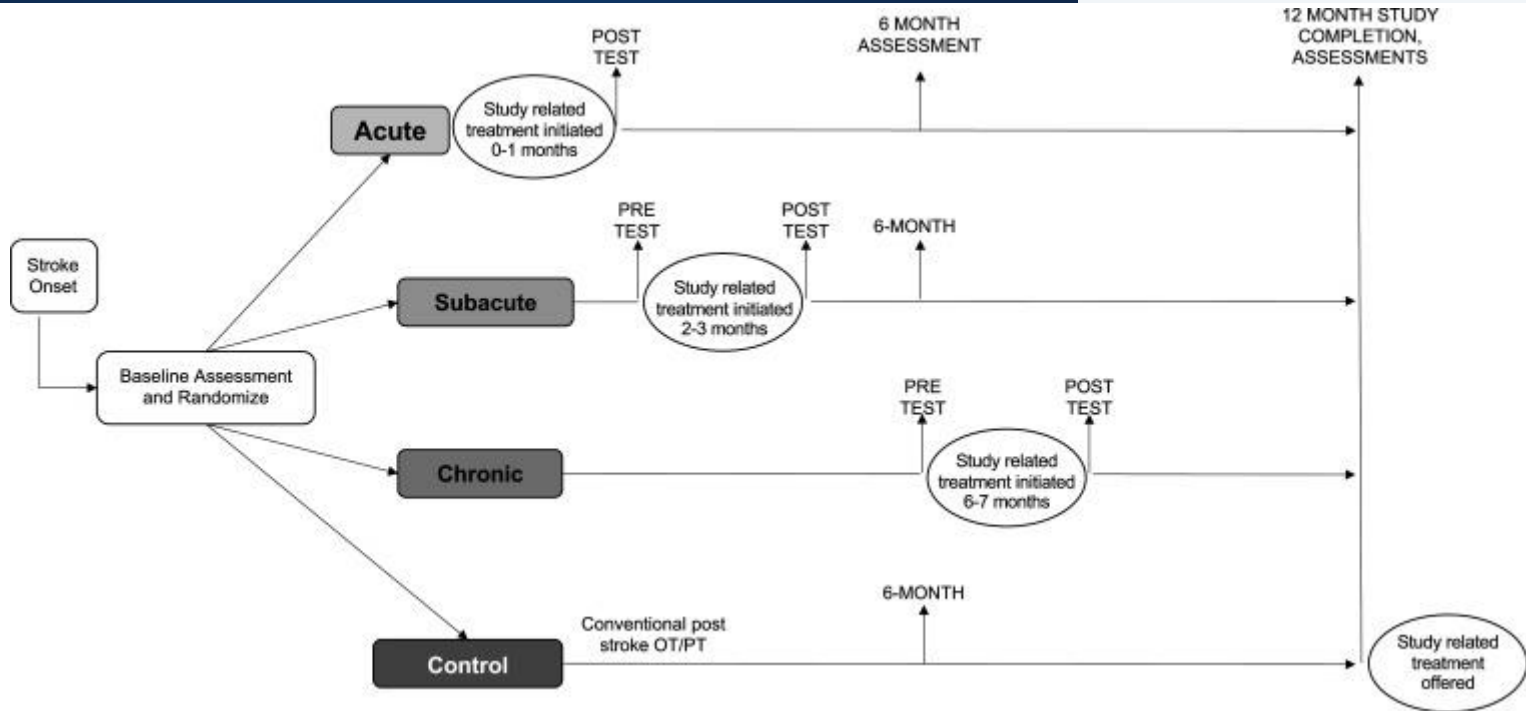 12 MONTH STUDY
COMPLETION,
ASSESSMENTS
6 MONTH
ASSESSMENT
POST
TEST
Acute
Study related
treatment initiated
0-1 months
PRE
TEST
POST
TEST
6-MONTH
Stroke
Onset
Subacute
Study related
treatment initiated
2-3 months
Baseline Assessment
and Randomize
PRE
TEST
POST
TEST
Chronic
Study related
treatment initiated
6-7 months
6-MONTH
Conventional post
stroke OT/PT
Control
Study related
treatment
offered